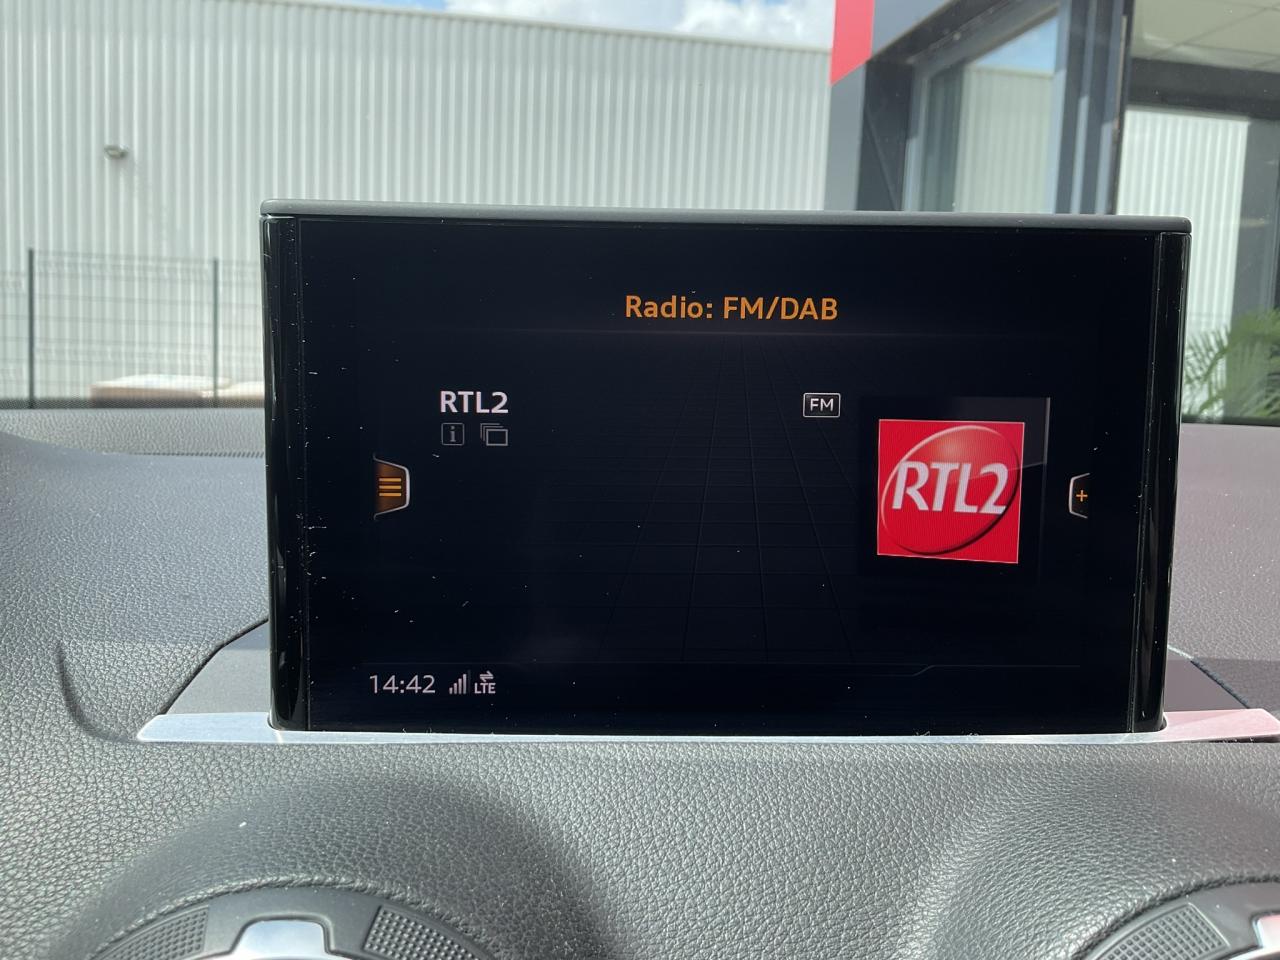 Radio: FM/DAB
RTL2
FM
i
RTL2
+
14:42 LTE